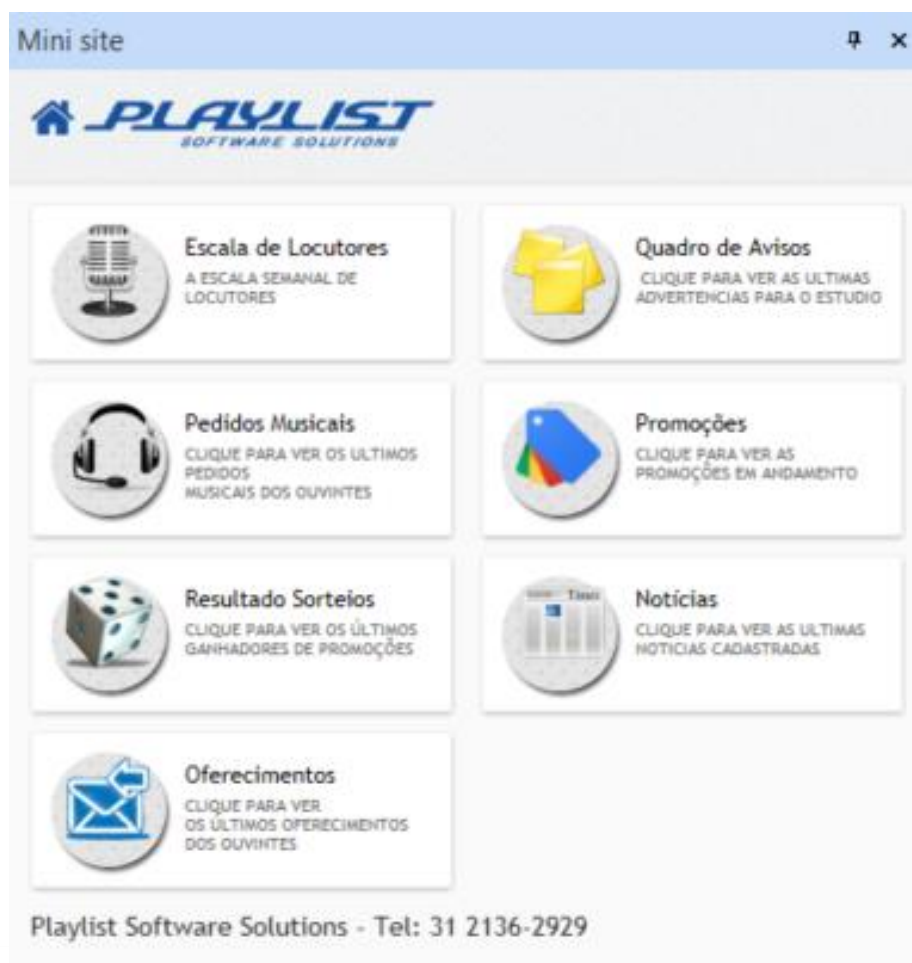 Mini site
PLAYLIST
SOFTWARE SOLUTIONS
Escala de Locutores
A ESCALA SEMANAL DE
LOCUTORES
Quadro de Avisos
CLIQUE PARA VER AS ULTIMAS
ADVERTENCIAS PARA O ESTUDIO
Pedidos Musicais
CLIQUE PARA VER OS ULTIMOS
PEDIDOS
MUSICAIS DOS OUVINTES
Promoções
CLIQUE PARA VER AS
PROMOÇÕES EM ANDAMENTO
Resultado Sorteios
CLIQUE PARA VER OS ÚLTIMOS
GANHADORES DE PROMOÇÕES
Times
Notícias
CLIQUE PARA VER AS ULTIMAS
NOTICIAS CADASTRADAS
Oferecimentos
CLIQUE PARA VER
OS ÚLTIMOS OFERECIMENTOS
DOS OUVINTES
Playlist Software Solutions - Tel: 31 2136-2929